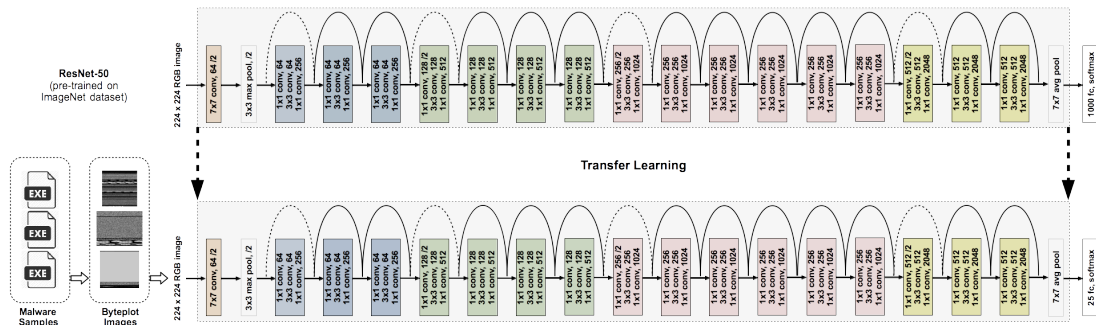 ResNet-50
(pre-trained on
ImageNet dataset)
224 x 224 RGB image
7x7 conv, 64 /2
3x3 max pool, /2
1x1 conv, 64
3x3 conv, 64
1x1 conv, 256
1x1 conv, 64
3x3 conv, 64
1x1 conv, 256
1x1 conv, 64
3x3 conv, 64
1x1 conv, 256
1x1 conv, 128 /2
3x3 conv, 128
1x1 conv, 512
1x1 conv, 128
3x3 conv, 128
1x1 conv, 512
1x1 conv, 128
3x3 conv, 128
1x1 conv, 512
1x1 conv, 128
3x3 conv, 128
1x1 conv, 512
1x1 conv, 256 /2
3x3 conv, 256
1x1 conv, 1024
1x1 conv, 256
3x3 conv, 256
1x1 conv, 1024
1x1 conv, 256
3x3 conv, 256
1x1 conv, 1024
1x1 conv, 256
3x3 conv, 256
1x1 conv, 1024
1x1 conv, 256
3x3 conv, 256
1x1 conv, 1024
1x1 conv, 256
3x3 conv, 256
1x1 conv, 1024
1x1 conv, 512 /2
3x3 conv, 512
1x1 conv, 2048
1x1 conv, 512
3x3 conv, 512
1x1 conv, 2048
1x1 conv, 512
3x3 conv, 512
1x1 conv, 2048
7x7 avg pool
1000 fc, softmax
Transfer Learning
EXE
EXE
EXE
Malware
Samples
Byteplot
Images
224 x 224 RGB image
7x7 conv, 64 /2
3x3 max pool, /2
1x1 conv, 64
3x3 conv, 64
1x1 conv, 256
1x1 conv, 64
3x3 conv, 64
1x1 conv, 256
1x1 conv, 64
3x3 conv, 64
1x1 conv, 256
1x1 conv, 128 /2
3x3 conv, 128
1x1 conv, 512
1x1 conv, 128
3x3 conv, 128
1x1 conv, 512
1x1 conv, 128
3x3 conv, 128
1x1 conv, 512
1x1 conv, 128
3x3 conv, 128
1x1 conv, 512
1x1 conv, 256 /2
3x3 conv, 256
1x1 conv, 1024
1x1 conv, 256
3x3 conv, 256
1x1 conv, 1024
1x1 conv, 256
3x3 conv, 256
1x1 conv, 1024
1x1 conv, 256
3x3 conv, 256
1x1 conv, 1024
1x1 conv, 256
3x3 conv, 256
1x1 conv, 1024
1x1 conv, 256
3x3 conv, 256
1x1 conv, 1024
1x1 conv, 512 /2
3x3 conv, 512
1x1 conv, 2048
1x1 conv, 512
3x3 conv, 512
1x1 conv, 2048
1x1 conv, 512
3x3 conv, 512
1x1 conv, 2048
7x7 avg pool
25 fc, softmax